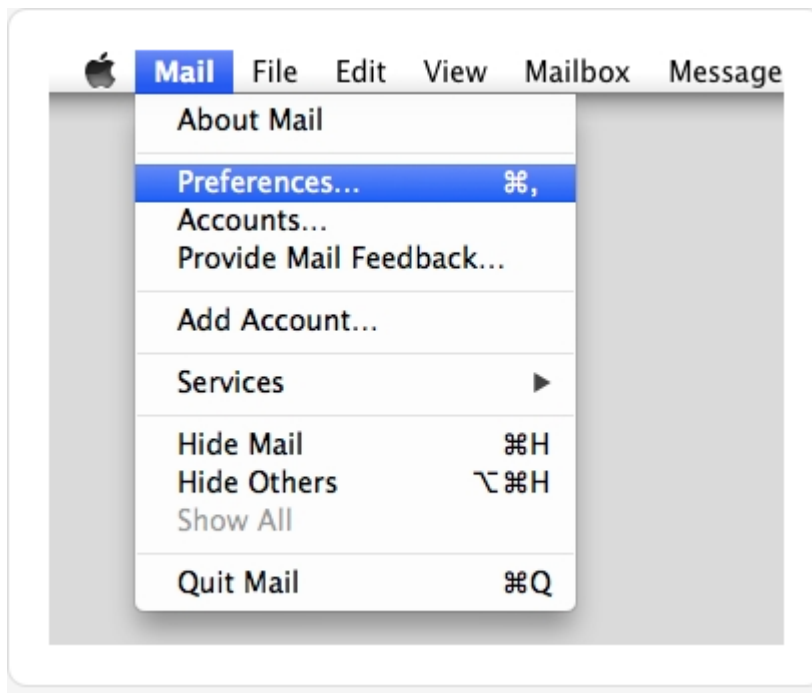 Mail File Edit View Mailbox Message
About Mail
Preferences... ⌘,
Accounts...
Provide Mail Feedback...
Add Account...
Services ▶
Hide Mail ⌘H
Hide Others ⌥⌘H
Show All
Quit Mail ⌘Q